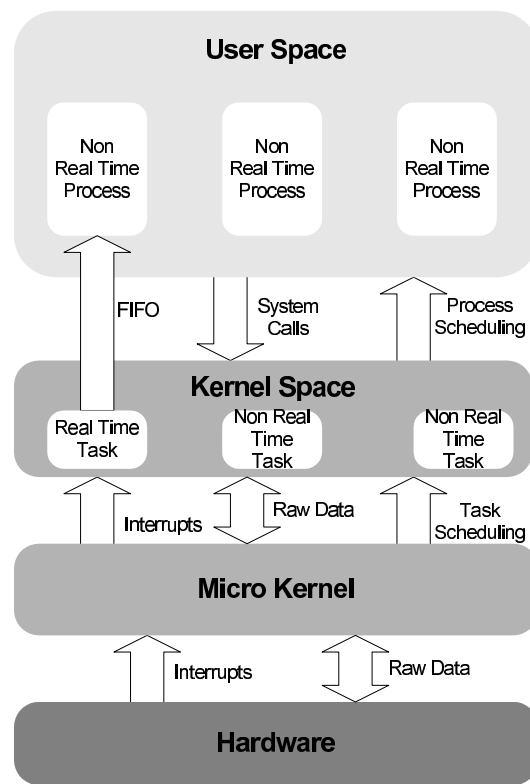 User Space
Non
Real Time
Process
Non
Real Time
Process
Non
Real Time
Process
FIFO
System
Calls
Process
Scheduling
Kernel Space
Real Time
Task
Non Real
Time
Task
Non Real
Time
Task
Interrupts
Raw Data
Task
Scheduling
Micro Kernel
Interrupts
Raw Data
Hardware